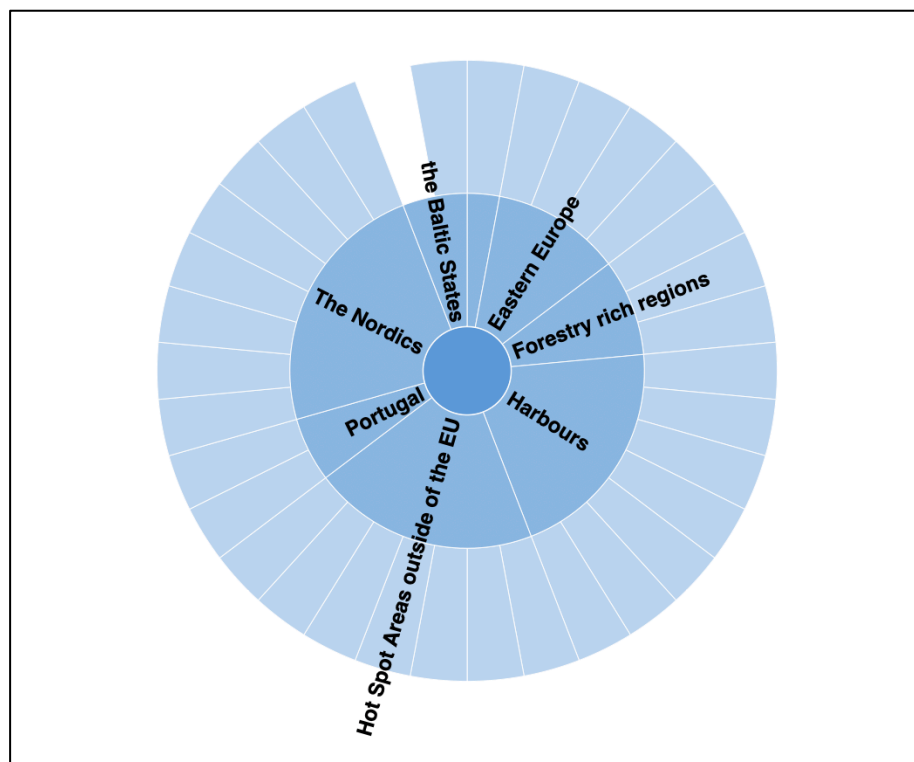 the Baltic States
Eastern Europe
Forestry rich regions
Harbours
Hot Spot Areas outside of the EU
Portugal
The Nordics